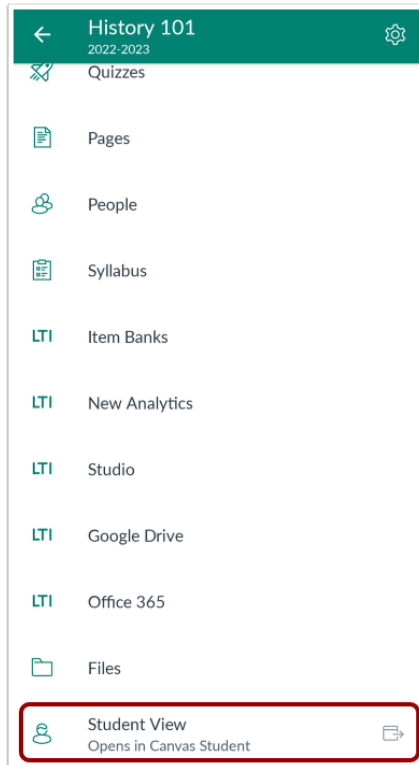 History 101
2022-2023
Quizzes
Pages
People
Syllabus
LTI Item Banks
LTI New Analytics
LTI Studio
LTI Google Drive
LTI Office 365
Files
Student View
Opens in Canvas Student